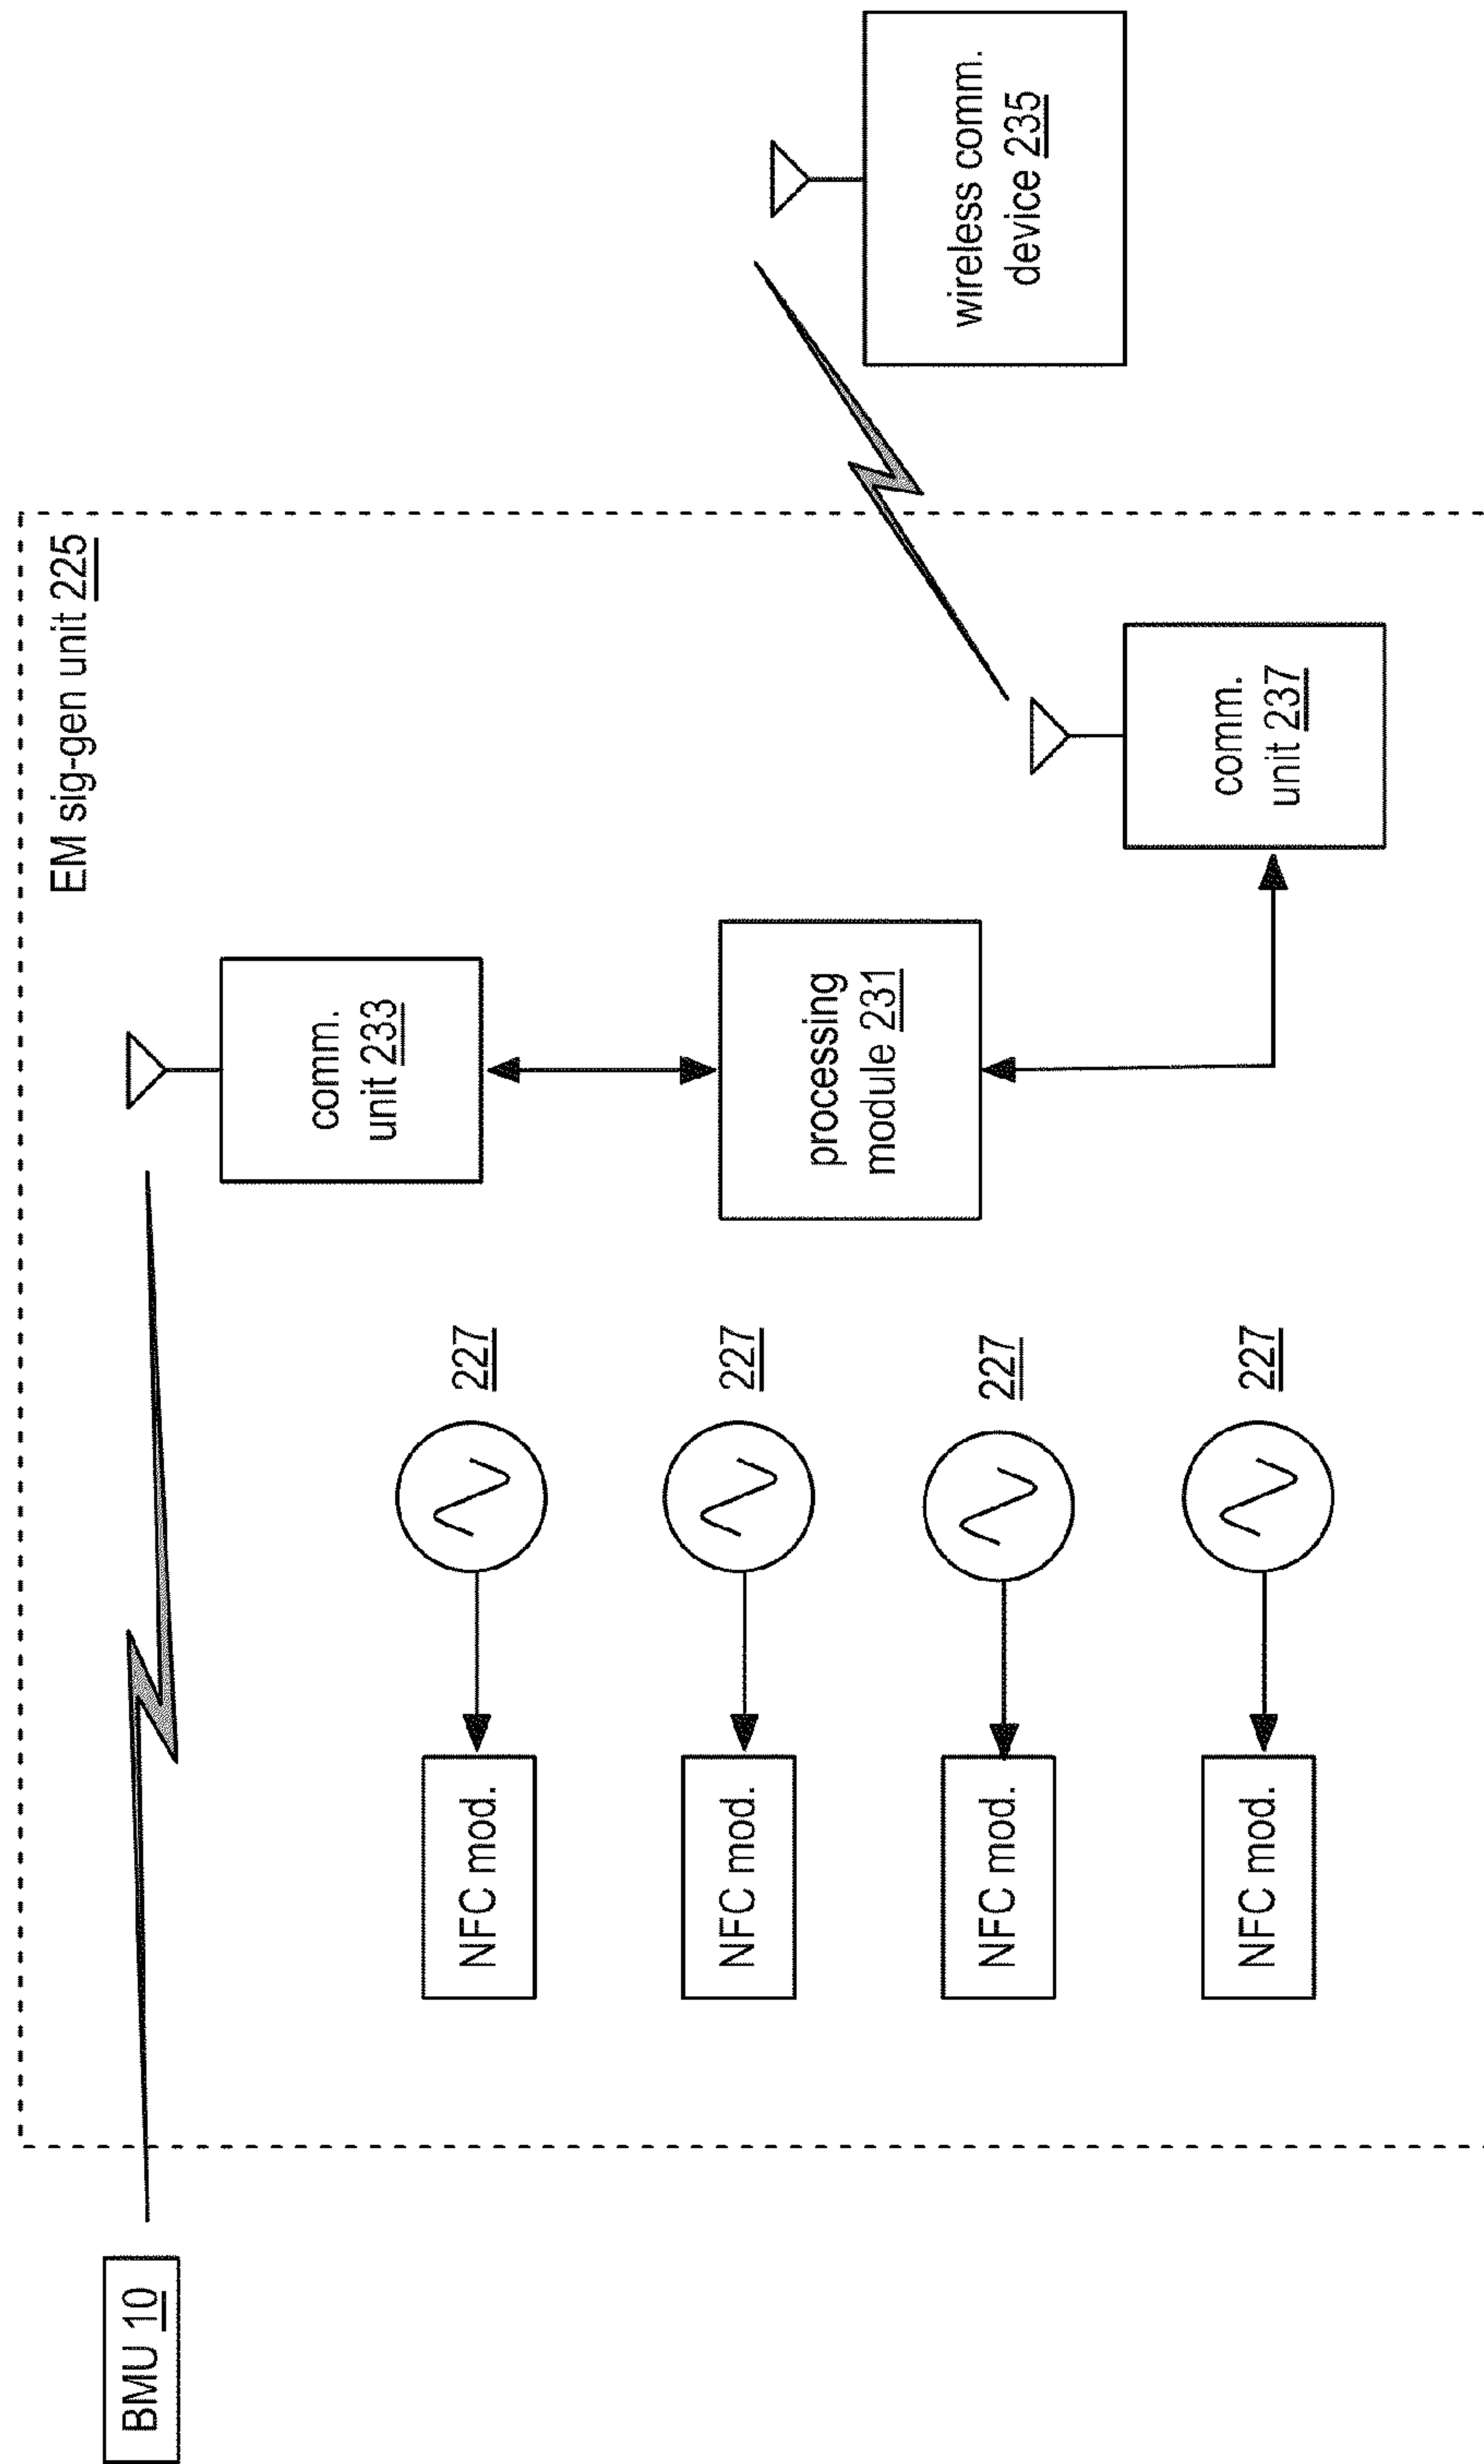 EM sig-gen unit 225
BMU 10
comm.
unit 233
NFC mod.
227
NFC mod.
227
processing
module 231
wireless comm.
device 235
NFC mod.
227
NFC mod.
227
comm.
unit 237